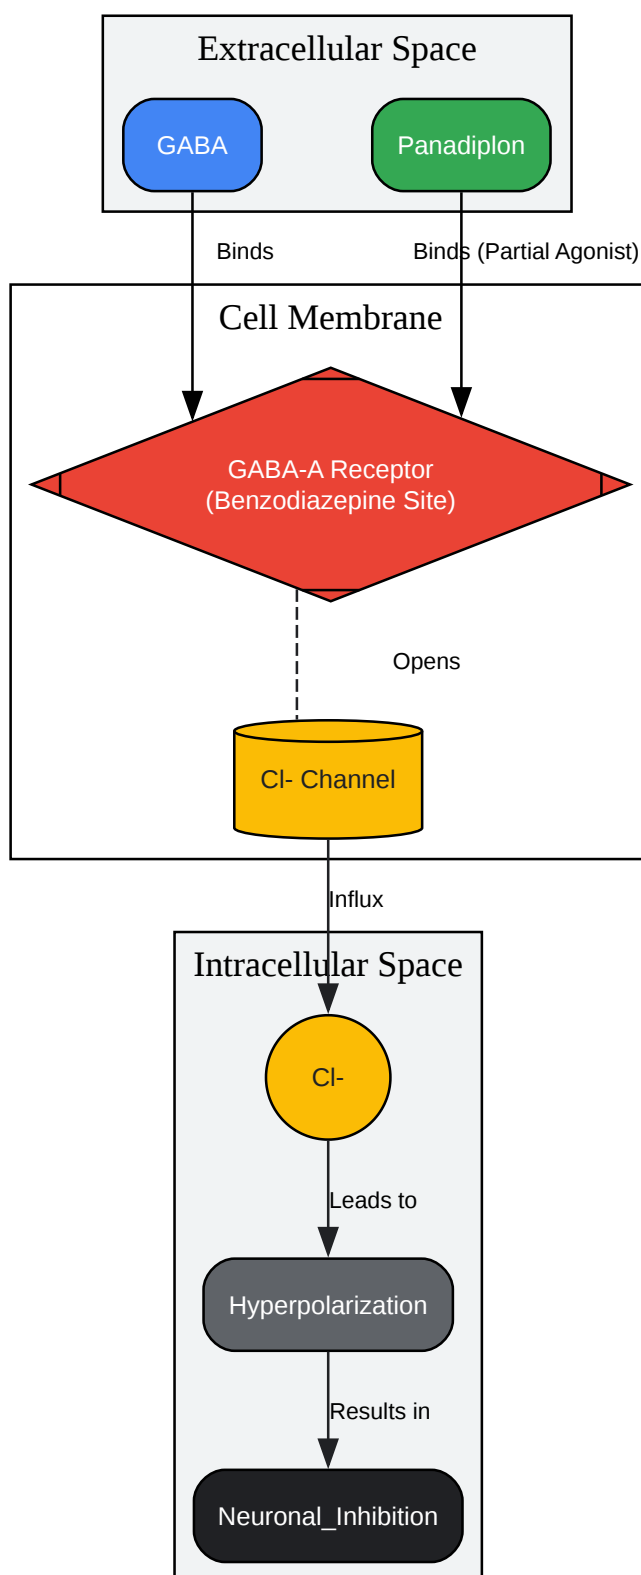 Extracellular Space
GABA
Panadiplon
Binds
Binds (Partial Agonist)
Cell Membrane
GABA-A Receptor
(Benzodiazepine Site)
Opens
Cl- Channel
Influx
Intracellular Space
Cl-
Leads to
Hyperpolarization
Results in
Neuronal_Inhibition